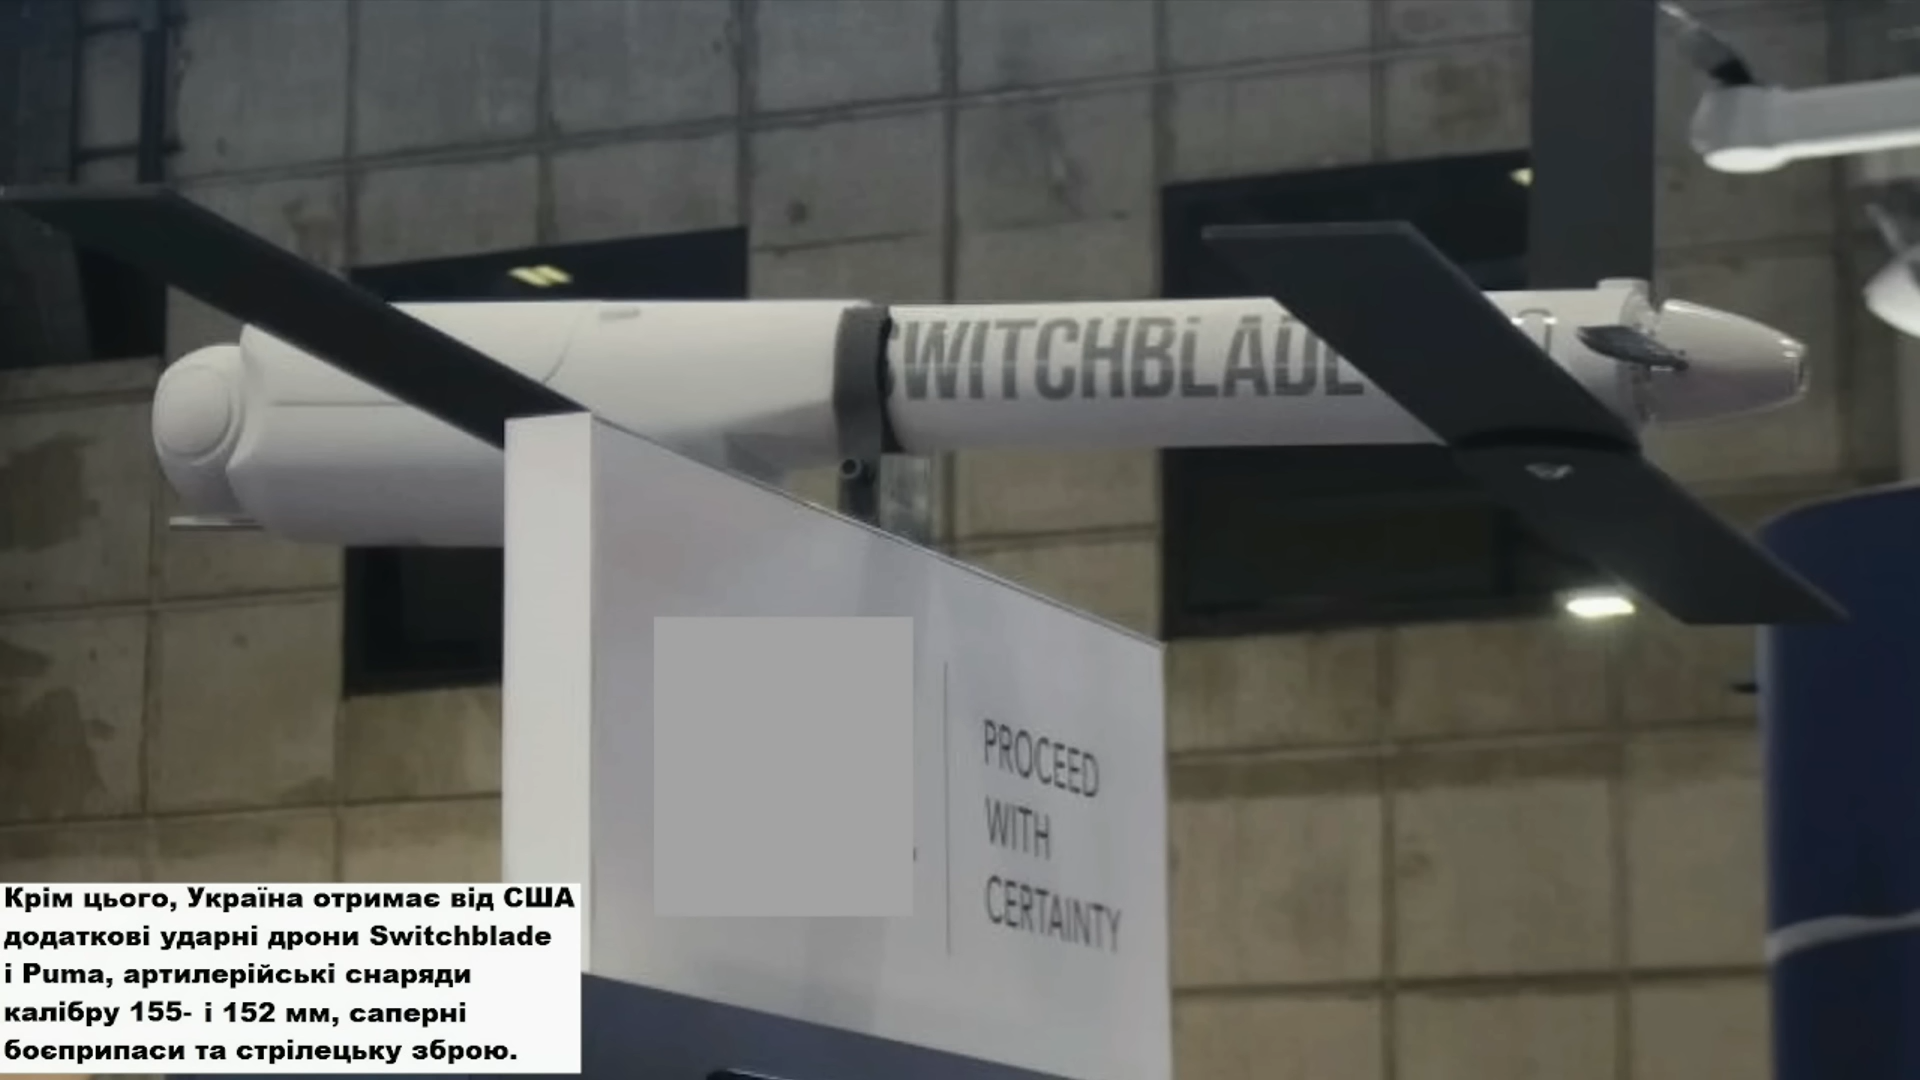 SWITCHBLADE
PROCEED
WITH
CERTAINTY
Крім цього, Україна отримає від США
додаткові ударні дрони Switchblade
і Puma, артилерійські снаряди
калібру 155- і 152 мм, саперні
боєприпаси та стрілецьку зброю.